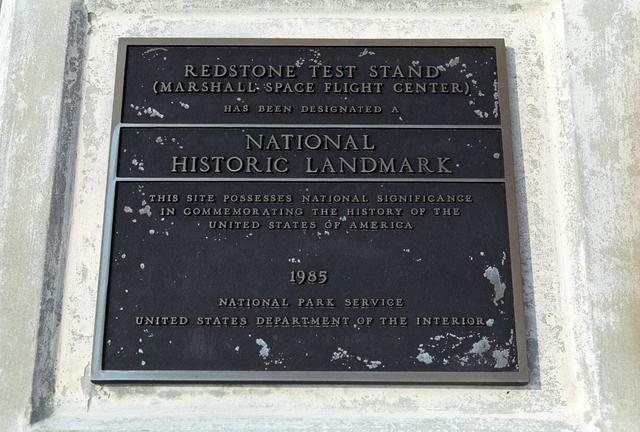 REDSTONE TEST STAND
(MARSHALL SPACE FLIGHT CENTER)
HAS BEEN DESIGNATED A
NATIONAL
HISTORIC LANDMARK
THIS SITE POSSESSES NATIONAL SIGNIFICANCE
IN COMMEMORATING THE HISTORY OF THE
UNITED STATES OF AMERICA
1985
NATIONAL PARK SERVICE
UNITED STATES DEPARTMENT OF THE INTERIOR